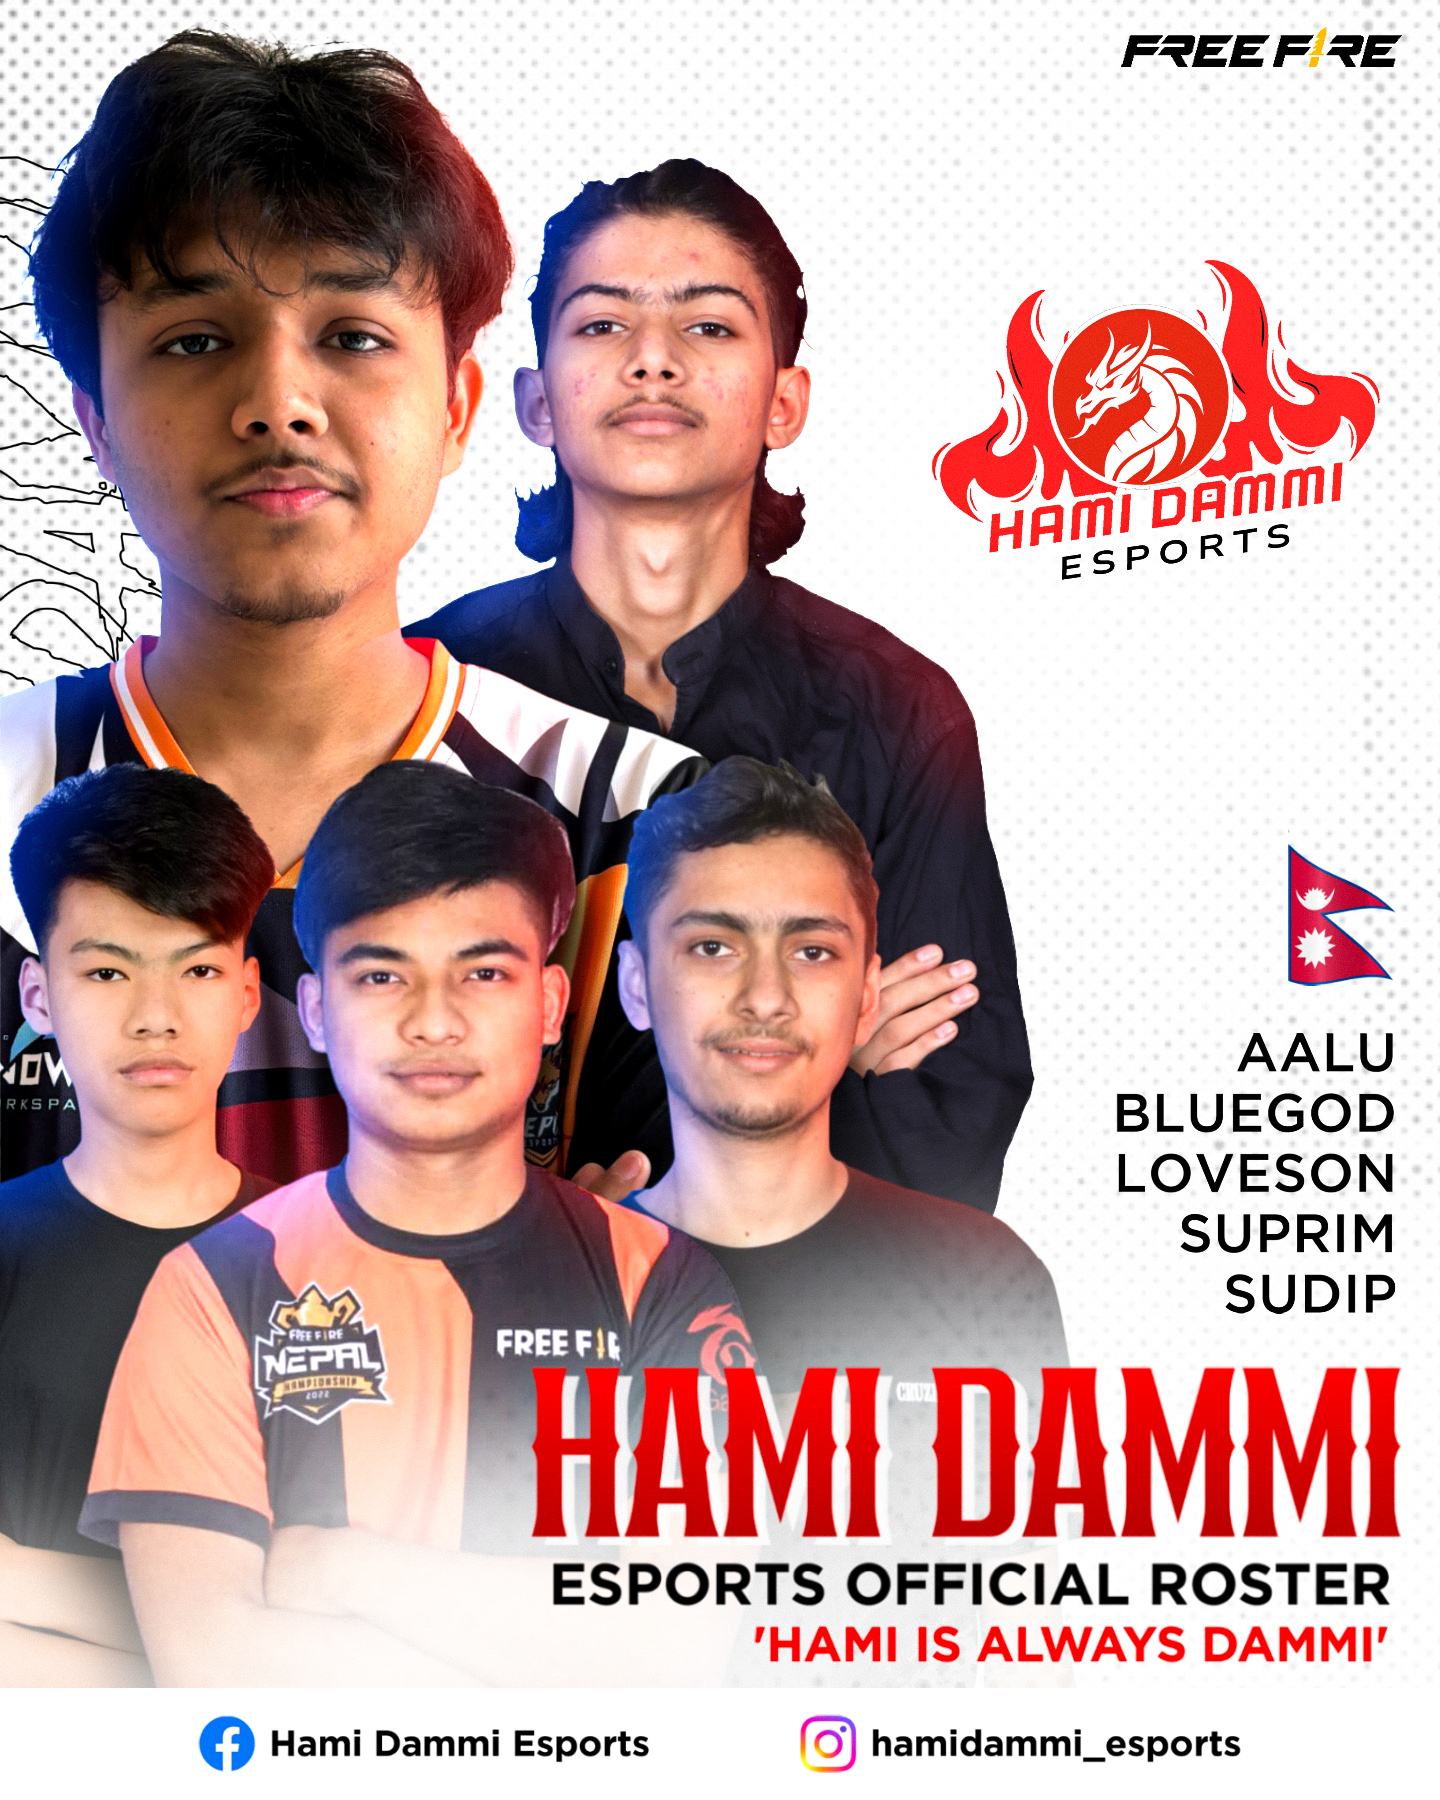 FREE FIRE
HAMI DAMMI
ESPORTS
AALU
BLUEGOD
LOVESON
SUPRIM
SUDIP
FREE FIRE
NEPAL
CHAMPIONSHIP
2022
FREE FIR
HAMI DAMMI
ESPORTS OFFICIAL ROSTER
'HAMI IS ALWAYS DAMMI'
Hami Dammi Esports
hamidammi_esports